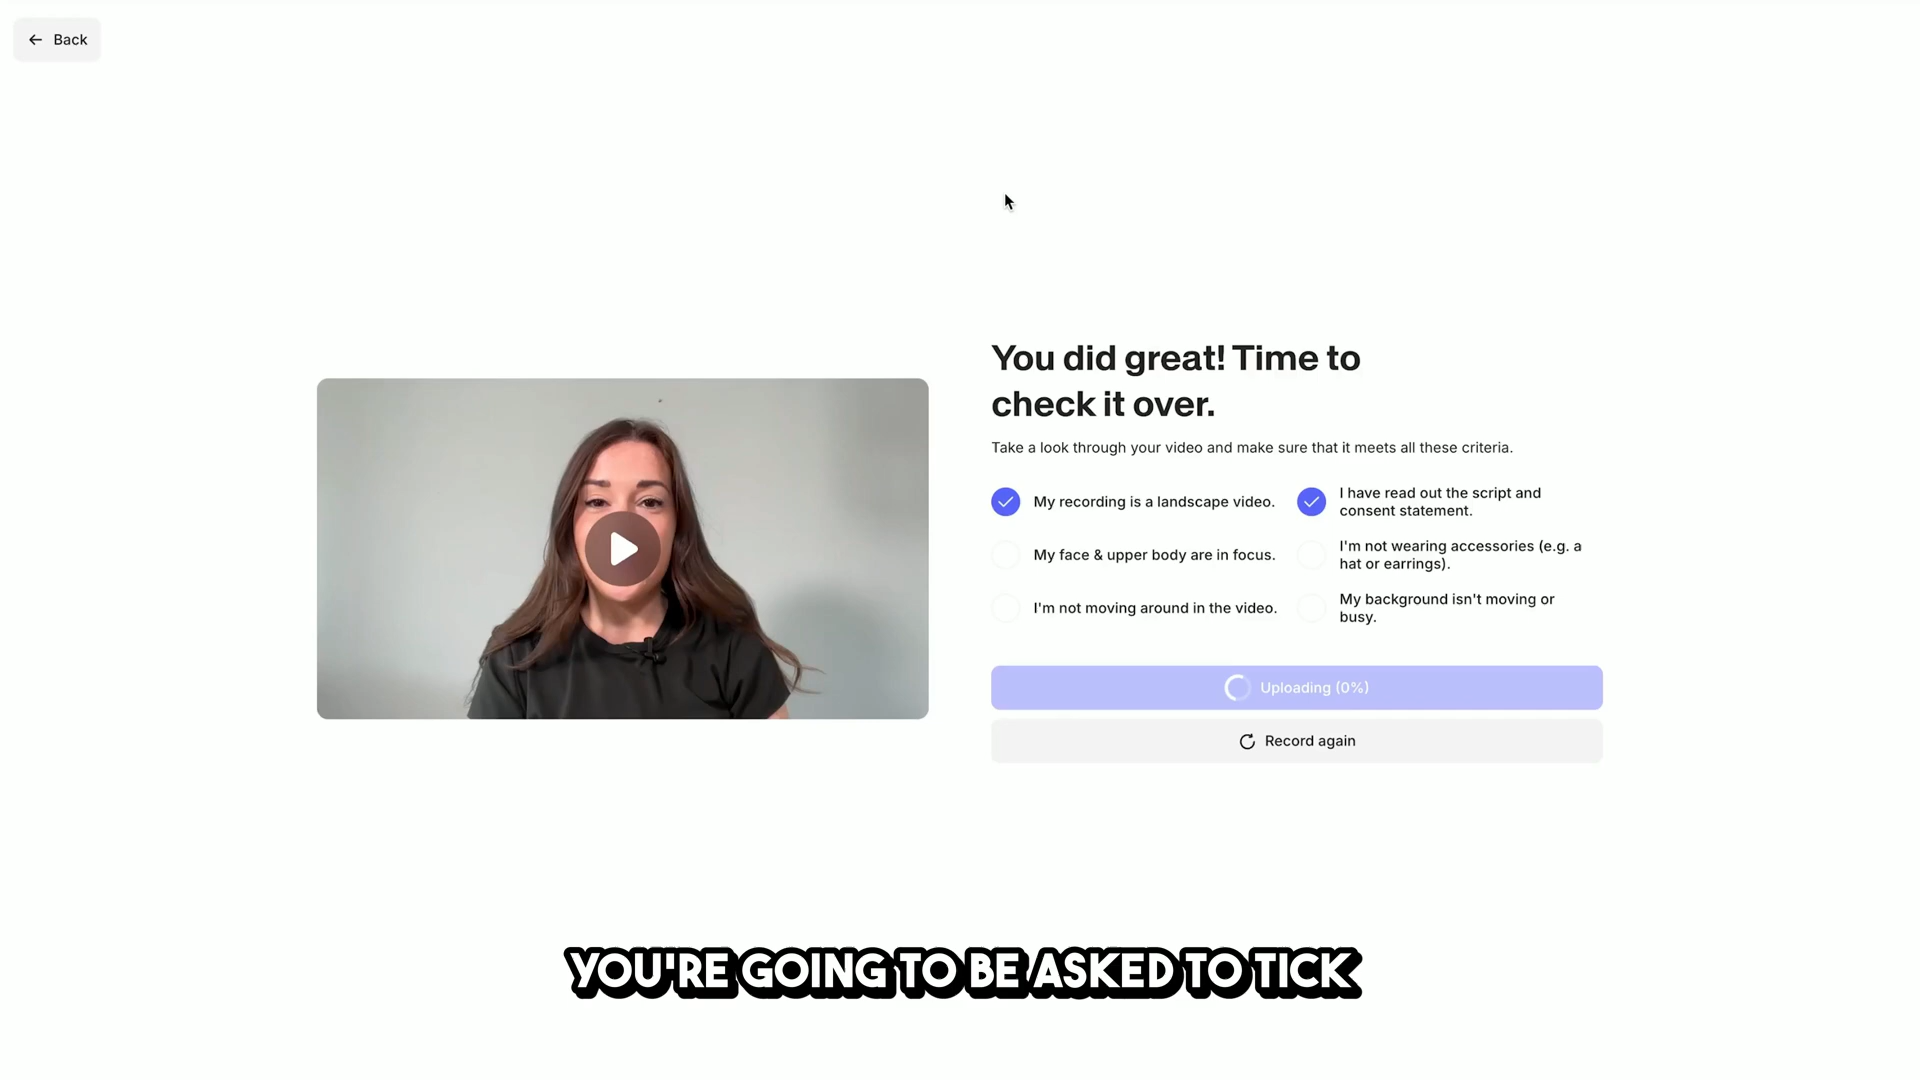 Back
You did great! Time to
check it over.
Take a look through your video and make sure that it meets all these criteria.
My recording is a landscape video.
I have read out the script and
consent statement.
My face & upper body are in focus.
I'm not wearing accessories (e.g. a
hat or earrings).
I'm not moving around in the video.
My background isn't moving or
busy.
Uploading (0%)
Record again
YOU'RE GOING TO BE ASKED TO TICK